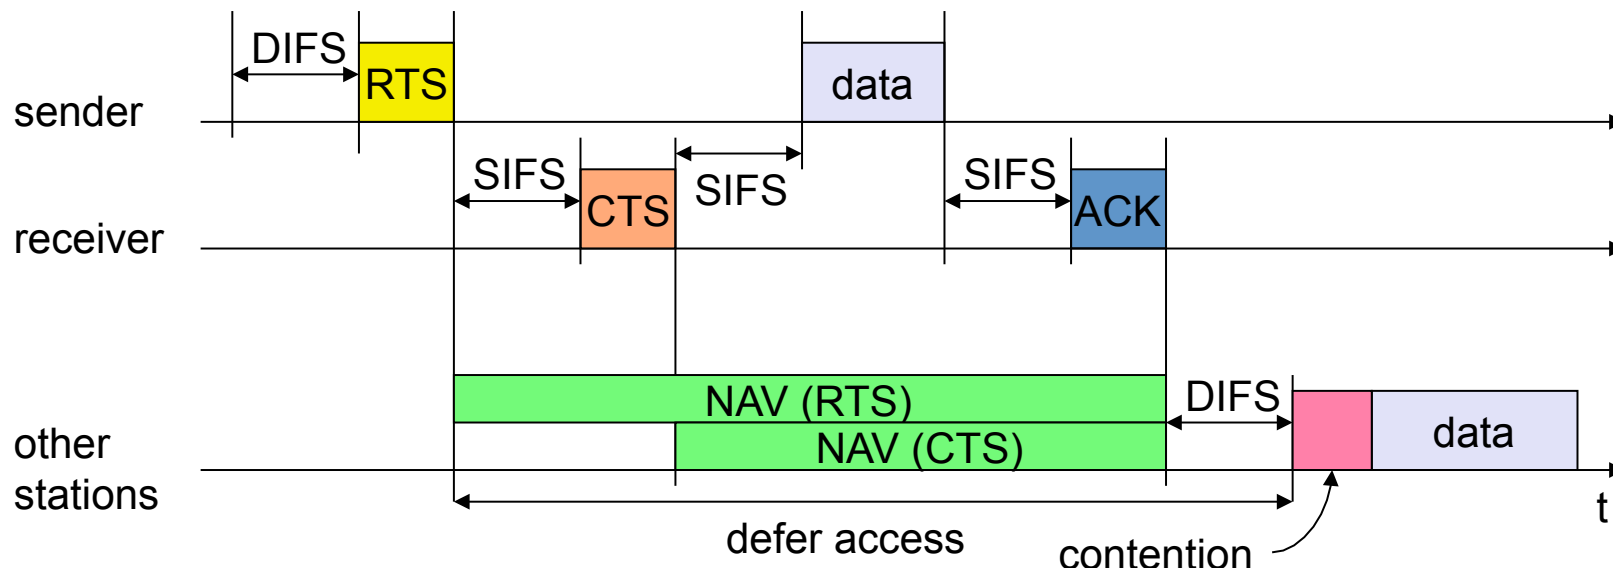 DIFS
RTS
data
sender
SIFS
CTS
SIFS
SIFS
ACK
receiver
NAV (RTS)
DIFS
NAV (CTS)
data
other
stations
t
defer access
contention